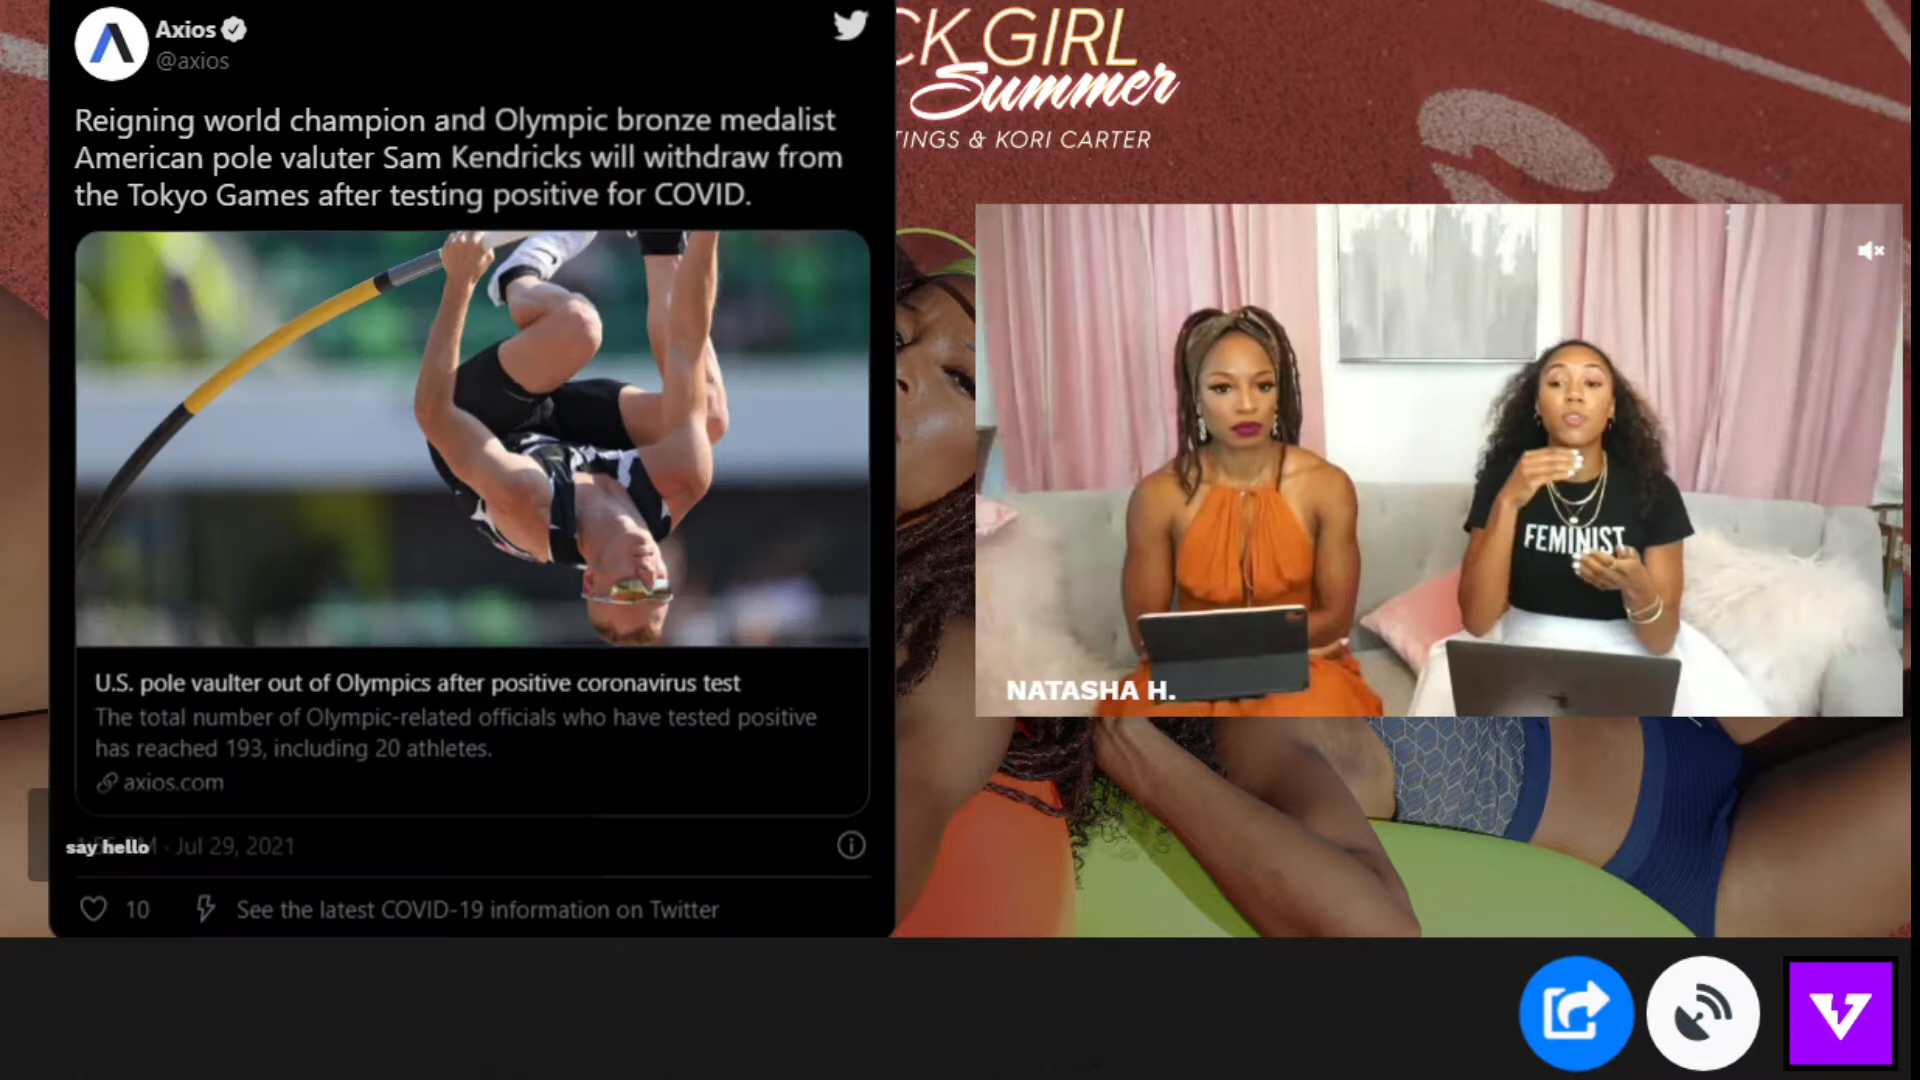 Axios
@axios
Reigning world champion and Olympic bronze medalist
American pole valuter Sam Kendricks will withdraw from
the Tokyo Games after testing positive for COVID.
U.S. pole vaulter out of Olympics after positive coronavirus test
The total number of Olympic-related officials who have tested positive
has reached 193, including 20 athletes.
axios.com
say hello
· Jul 29, 2021
10
See the latest COVID-19 information on Twitter
CK GIRL
Summer
TINGS & KORI CARTER
FEMINIST
NATASHA H.